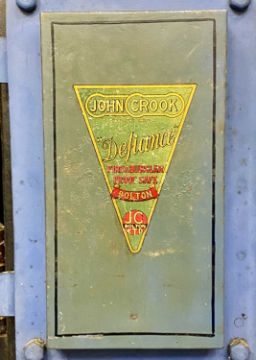 JOHN CROOK
"Defiance"
FIRE&BURGLAR
PROOF SAFE
BOLTON
JC